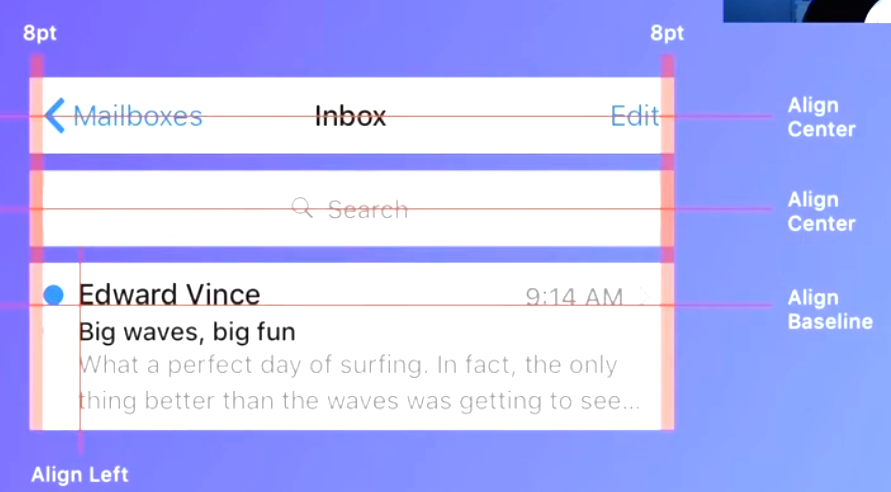 8pt 8pt
Mailboxes Inbox Edit
Align
Center
Search
Align
Center
Edward Vince 9:14 AM
Align
Baseline
Big waves, big fun
What a perfect day of surfing. In fact, the only
thing better than the waves was getting to see...
Align Left